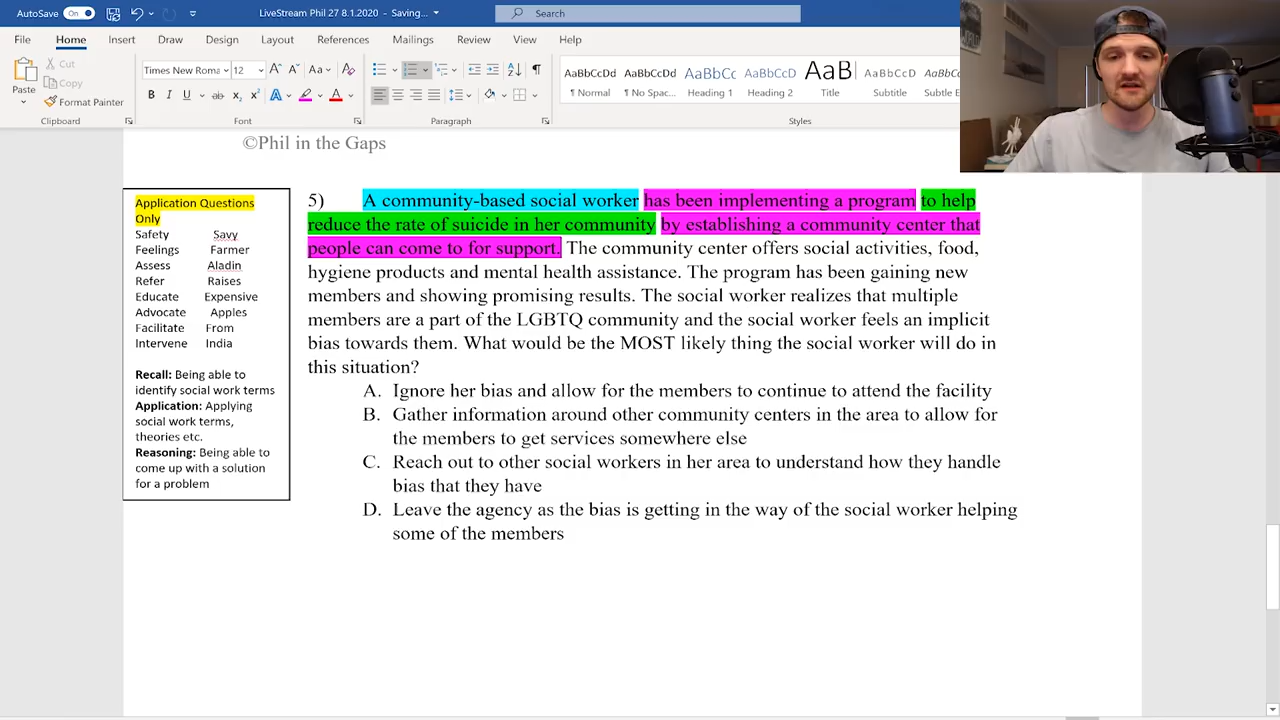 AutoSave On LiveStream Phil 27 8.1.2020 - Saving... Search
File Home Insert Draw Design Layout References Mailings Review View Help
Paste Cut Copy Format Painter
Times New Roma 12
AaBbCcDd AaBbCcDd AaBbCc AaBbCcD AaB AaBbCcD AaBbCcD
¶ Normal ¶ No Spac... Heading 1 Heading 2 Title Subtitle Subtle E
Clipboard Font Paragraph Styles
©Phil in the Gaps
Application Questions
Only
Safety Savy
Feelings Farmer
Assess Aladin
Refer Raises
Educate Expensive
Advocate Apples
Facilitate From
Intervene India
Recall: Being able to
identify social work terms
Application: Applying
social work terms,
theories etc.
Reasoning: Being able to
come up with a solution
for a problem
5) A community-based social worker has been implementing a program to help
reduce the rate of suicide in her community by establishing a community center that
people can come to for support. The community center offers social activities, food,
hygiene products and mental health assistance. The program has been gaining new
members and showing promising results. The social worker realizes that multiple
members are a part of the LGBTQ community and the social worker feels an implicit
bias towards them. What would be the MOST likely thing the social worker will do in
this situation?
A. Ignore her bias and allow for the members to continue to attend the facility
B. Gather information around other community centers in the area to allow for
the members to get services somewhere else
C. Reach out to other social workers in her area to understand how they handle
bias that they have
D. Leave the agency as the bias is getting in the way of the social worker helping
some of the members